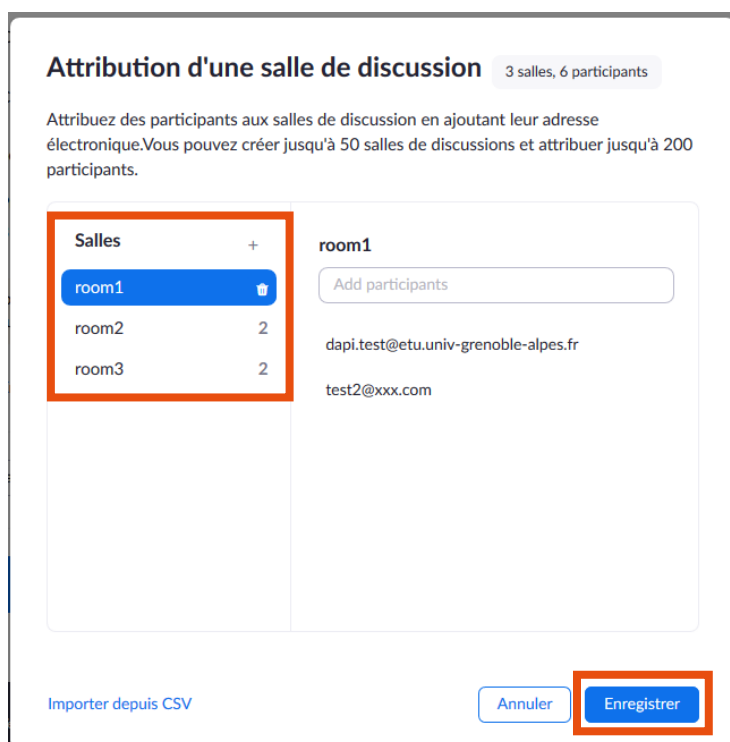 Attribution d'une salle de discussion 3 salles, 6 participants
Attribuez des participants aux salles de discussion en ajoutant leur adresse
électronique.Vous pouvez créer jusqu'à 50 salles de discussions et attribuer jusqu'à 200
participants.
Salles +
room1
room2 2
room3 2
room1
Add participants
dapi.test@etu.univ-grenoble-alpes.fr
test2@xxx.com
Importer depuis CSV
Annuler
Enregistrer